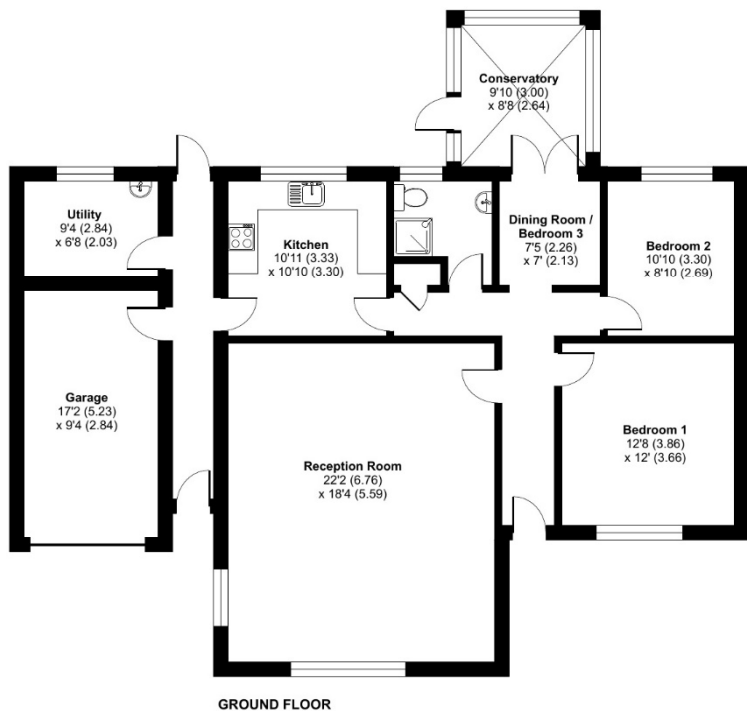 Conservatory
9'10 (3.00)
x 8'8 (2.64)
Utility
9'4 (2.84)
x 6'8 (2.03)
Kitchen
10'11 (3.33)
x 10'10 (3.30)
Dining Room /
Bedroom 3
7'5 (2.26)
x 7' (2.13)
Bedroom 2
10'10 (3.30)
x 8'10 (2.69)
Garage
17'2 (5.23)
x 9'4 (2.84)
Reception Room
22'2 (6.76)
x 18'4 (5.59)
Bedroom 1
12'8 (3.86)
x 12' (3.66)
GROUND FLOOR